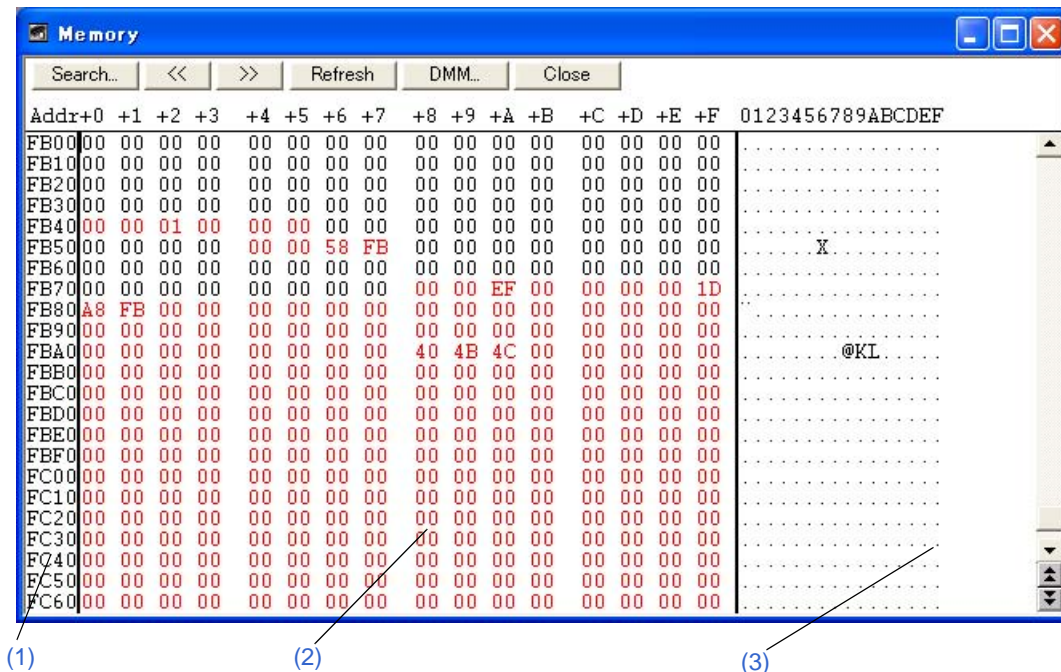 Memory
Search... << >> Refresh DMM... Close
Addr+0 +1 +2 +3 +4 +5 +6 +7 +8 +9 +A +B +C +D +E +F 0123456789ABCDEF
FB00 00 00 00 00 00 00 00 00 00 00 00 00 00 00 00 00 ................
FB10 00 00 00 00 00 00 00 00 00 00 00 00 00 00 00 00 ................
FB20 00 00 00 00 00 00 00 00 00 00 00 00 00 00 00 00 ................
FB30 00 00 00 00 00 00 00 00 00 00 00 00 00 00 00 00 ................
FB40 00 00 01 00 00 00 00 00 00 00 00 00 00 00 00 00 ................
FB50 00 00 00 00 00 00 58 FB 00 00 00 00 00 00 00 00 ......X.........
FB60 00 00 00 00 00 00 00 00 00 00 00 00 00 00 00 00 ................
FB70 00 00 00 00 00 00 00 00 00 00 EF 00 00 00 00 1D ................
FB80 A8 FB 00 00 00 00 00 00 00 00 00 00 00 00 00 00 ¨...............
FB90 00 00 00 00 00 00 00 00 00 00 00 00 00 00 00 00 ................
FBA0 00 00 00 00 00 00 00 00 40 4B 4C 00 00 00 00 00 ........@KL.....
FBB0 00 00 00 00 00 00 00 00 00 00 00 00 00 00 00 00 ................
FBC0 00 00 00 00 00 00 00 00 00 00 00 00 00 00 00 00 ................
FBD0 00 00 00 00 00 00 00 00 00 00 00 00 00 00 00 00 ................
FBE0 00 00 00 00 00 00 00 00 00 00 00 00 00 00 00 00 ................
FBF0 00 00 00 00 00 00 00 00 00 00 00 00 00 00 00 00 ................
FC00 00 00 00 00 00 00 00 00 00 00 00 00 00 00 00 00 ................
FC10 00 00 00 00 00 00 00 00 00 00 00 00 00 00 00 00 ................
FC20 00 00 00 00 00 00 00 00 00 00 00 00 00 00 00 00 ................
FC30 00 00 00 00 00 00 00 00 00 00 00 00 00 00 00 00 ................
FC40 00 00 00 00 00 00 00 00 00 00 00 00 00 00 00 00 ................
FC50 00 00 00 00 00 00 00 00 00 00 00 00 00 00 00 00 ................
FC60 00 00 00 00 00 00 00 00 00 00 00 00 00 00 00 00 ................
(1) (2) (3)